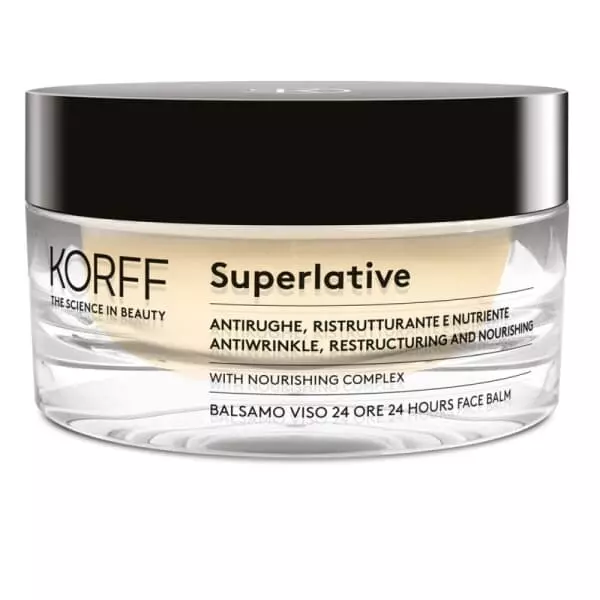 KORFF
THE SCIENCE IN BEAUTY
Superlative
ANTIRUGHE, RISTRUTTURANTE E NUTRIENTE
ANTIWRINKLE, RESTRUCTURING AND NOURISHING
WITH NOURISHING COMPLEX
BALSAMO VISO 24 ORE 24 HOURS FACE BALM